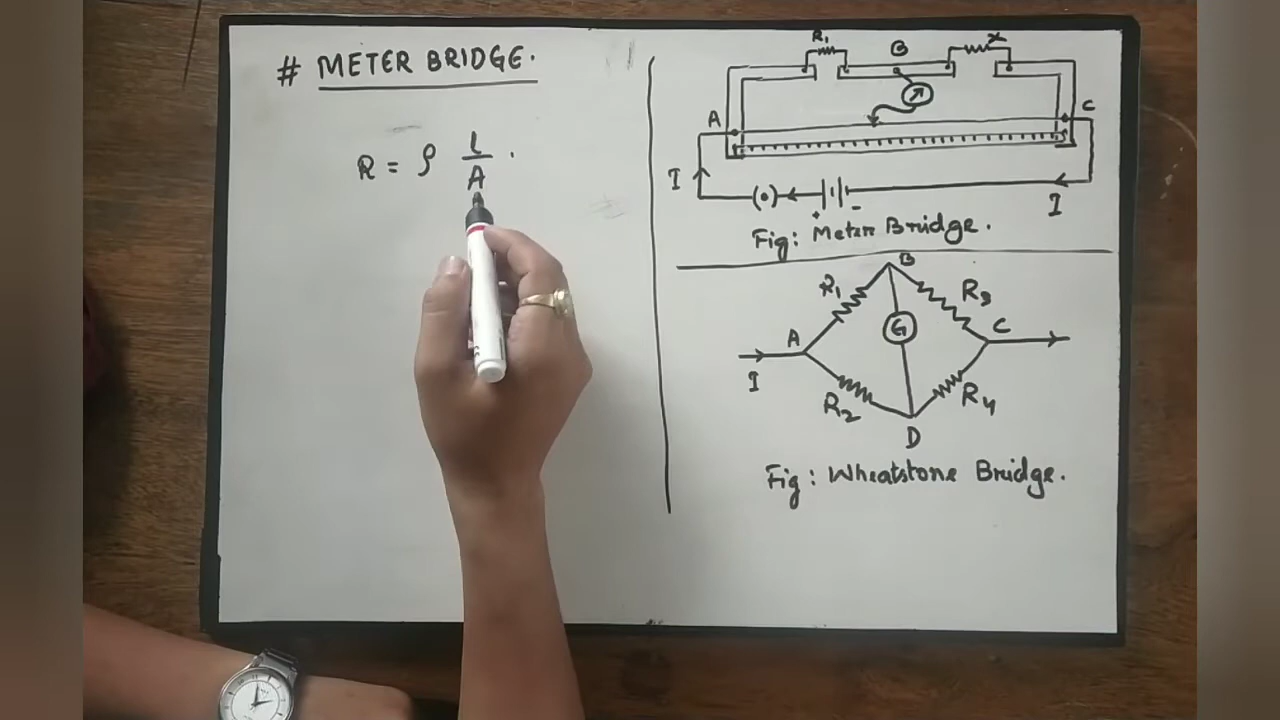 # METER BRIDGE.
R = ρ l/A .
R₁ B X
A C
I I
+ -
Fig: Meter Bridge.
B
R₁ R₃
G
A C
I
R₂ R₄
D
Fig: Wheatstone Bridge.